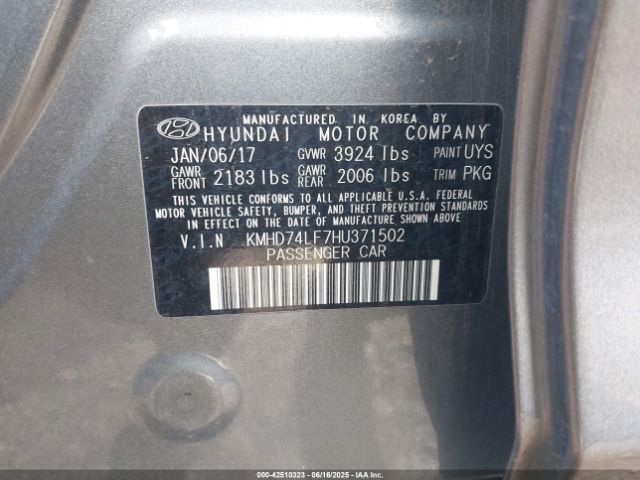 MANUFACTURED IN KOREA BY
HYUNDAI MOTOR COMPANY
JAN/06/17 GVWR 3924 lbs PAINT UYS
GAWR FRONT 2183 lbs GAWR REAR 2006 lbs TRIM PKG
THIS VEHICLE CONFORMS TO ALL APPLICABLE U.S.A. FEDERAL
MOTOR VEHICLE SAFETY, BUMPER, AND THEFT PREVENTION STANDARDS
IN EFFECT ON THE DATE OF MANUFACTURE SHOWN ABOVE.
V.I.N KMHD74LF7HU371502
PASSENGER CAR
000-42510323 - 06/16/2025 - IAAI.COM